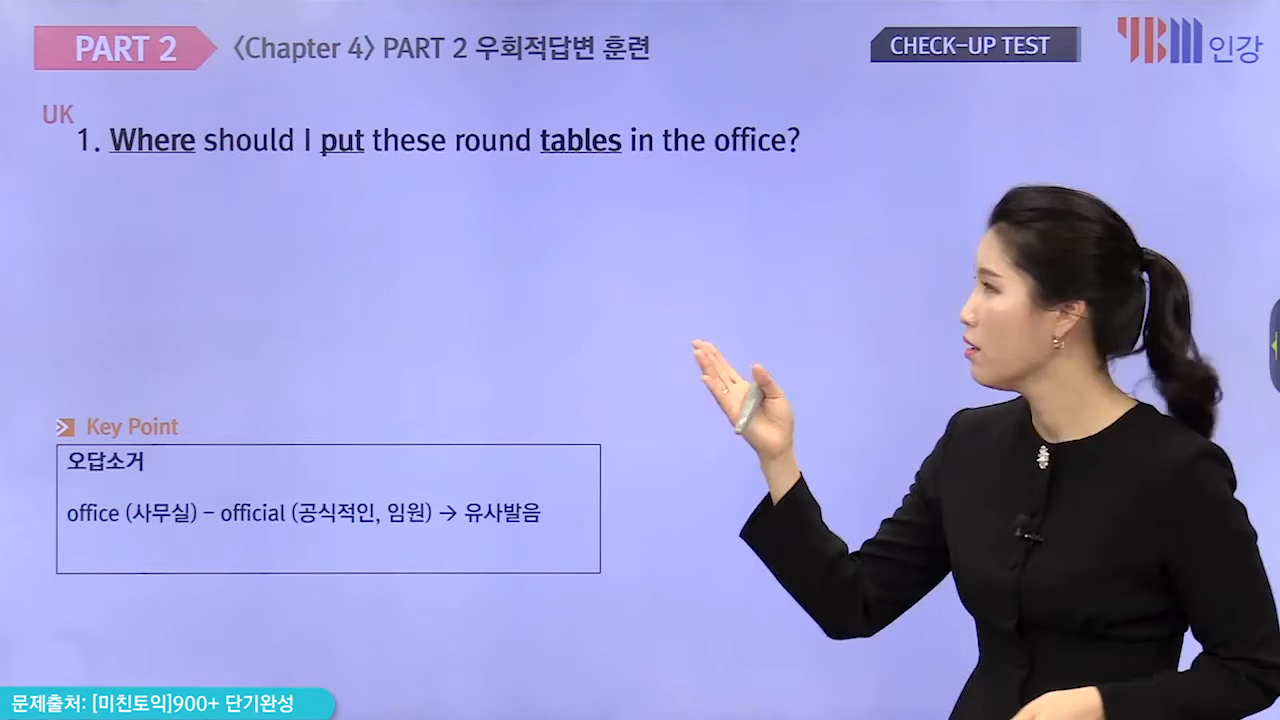 PART 2
〈Chapter 4〉 PART 2 우회적답변 훈련
CHECK-UP TEST
YBM 인강
UK
1. Where should I put these round tables in the office?
Key Point
오답소거
office (사무실) – official (공식적인, 임원) → 유사발음
문제출처: [미친토익]900+ 단기완성